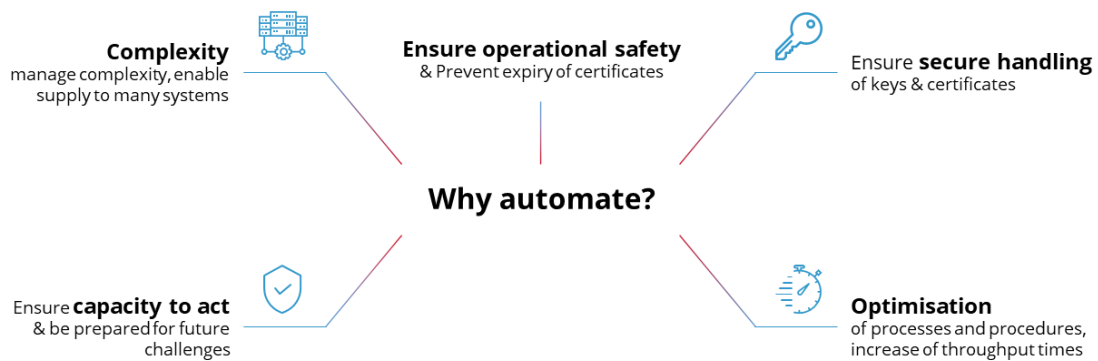 Complexity
manage complexity, enable
supply to many systems
Ensure operational safety
& Prevent expiry of certificates
Ensure secure handling
of keys & certificates
Why automate?
Ensure capacity to act
& be prepared for future
challenges
Optimisation
of processes and procedures,
increase of throughput times